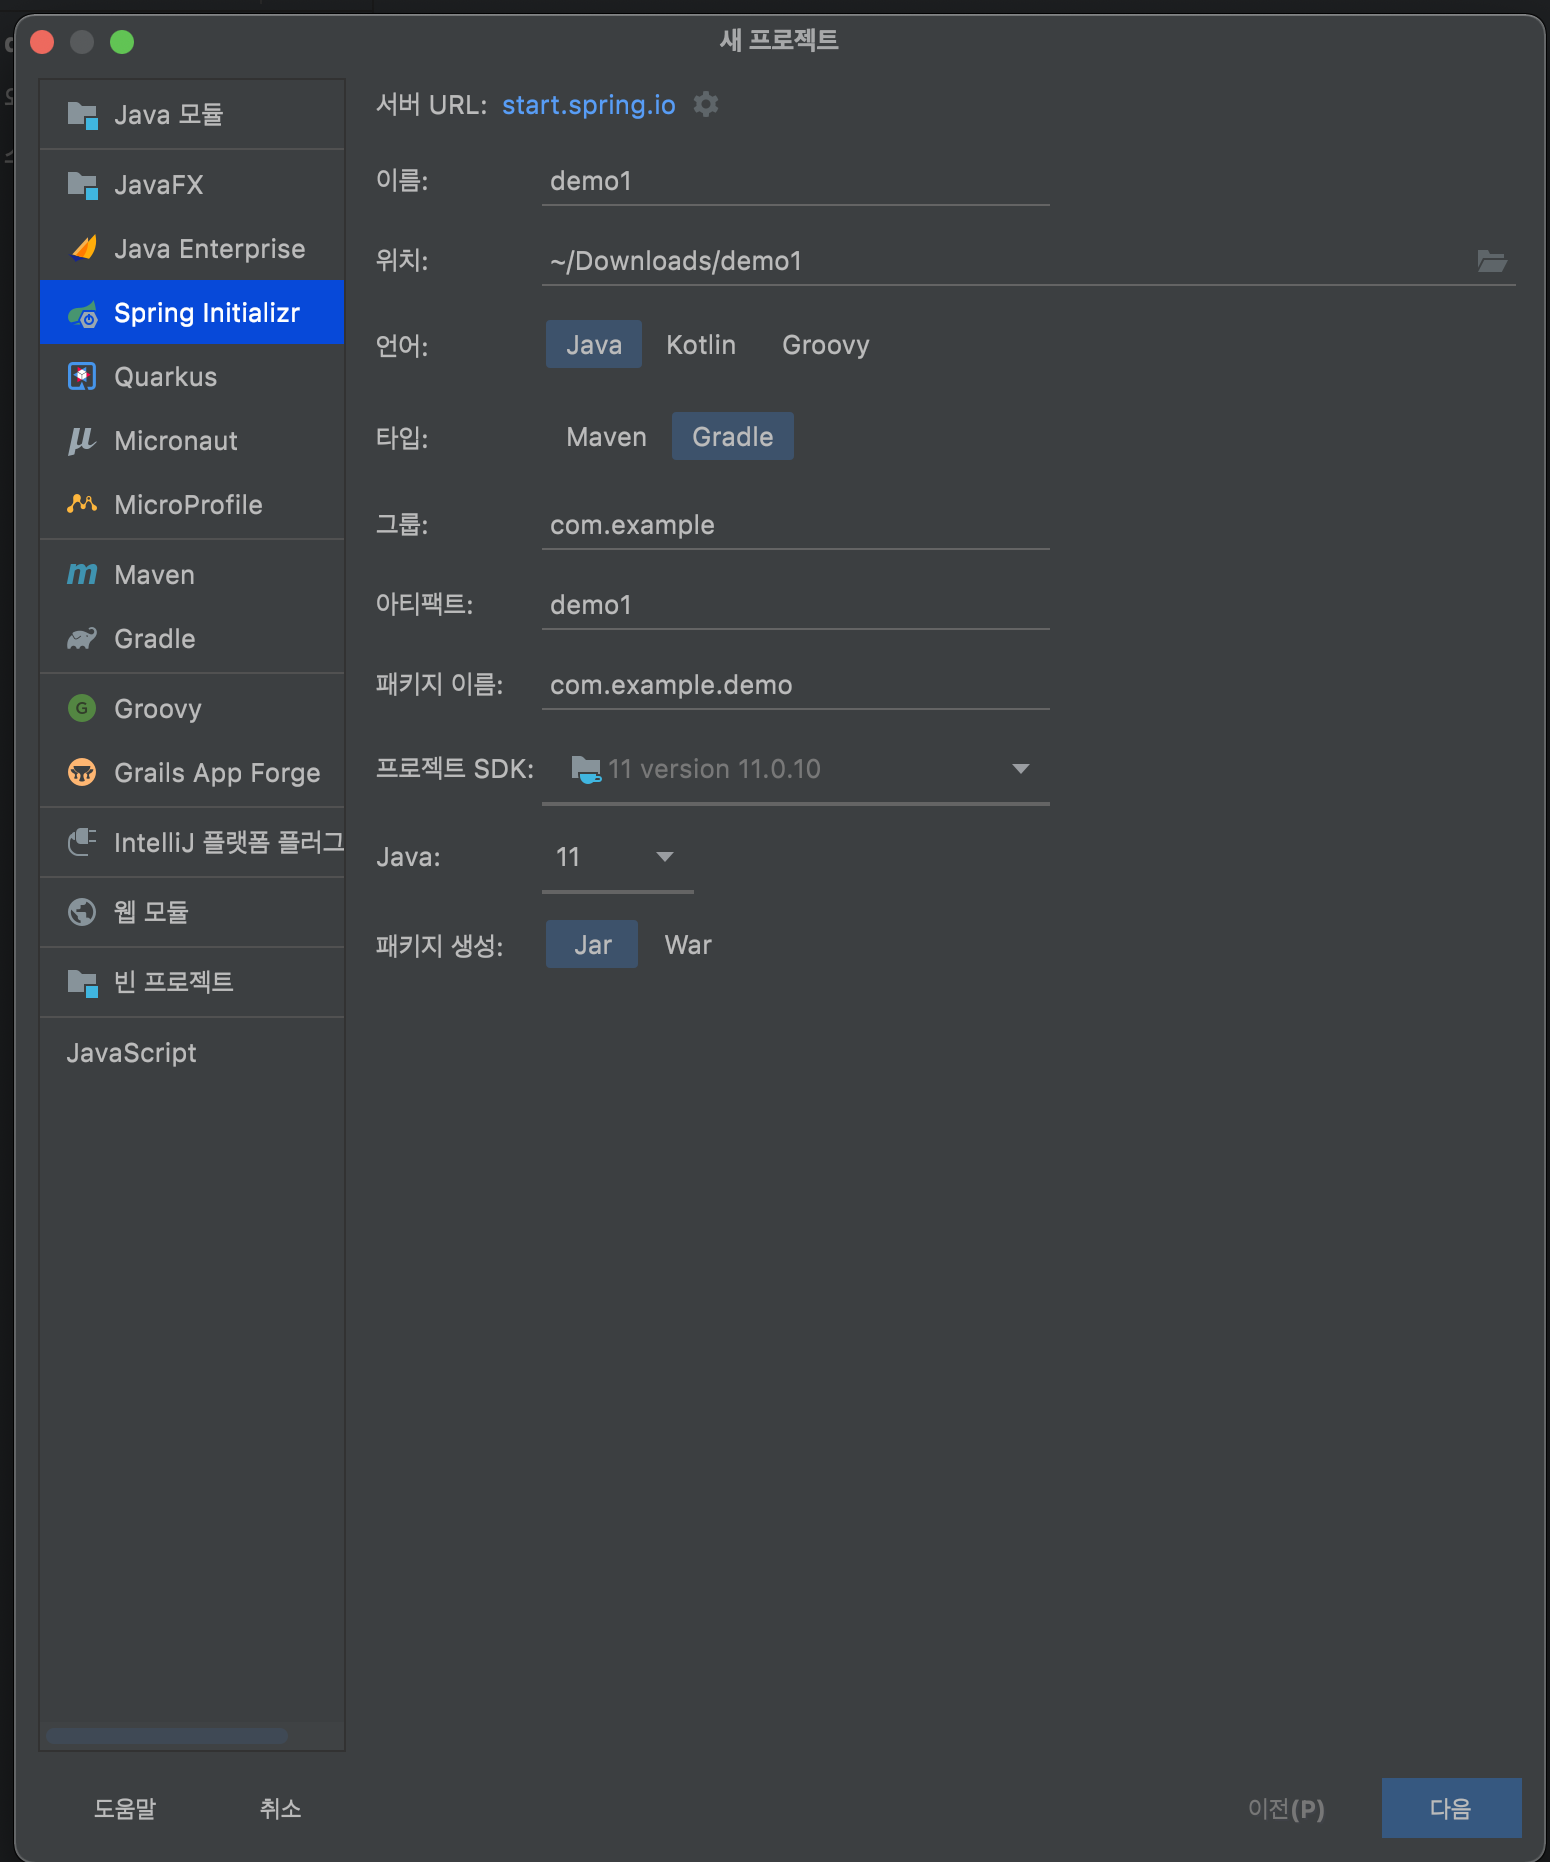 새 프로젝트
Java 모듈
JavaFX
Java Enterprise
Spring Initializr
Quarkus
Micronaut
MicroProfile
Maven
Gradle
Groovy
Grails App Forge
IntelliJ 플랫폼 플러그
웹 모듈
빈 프로젝트
JavaScript
서버 URL: start.spring.io
이름: demo1
위치: ~/Downloads/demo1
언어: Java Kotlin Groovy
타입: Maven Gradle
그룹: com.example
아티팩트: demo1
패키지 이름: com.example.demo
프로젝트 SDK: 11 version 11.0.10
Java: 11
패키지 생성: Jar War
도움말 취소 이전(P) 다음